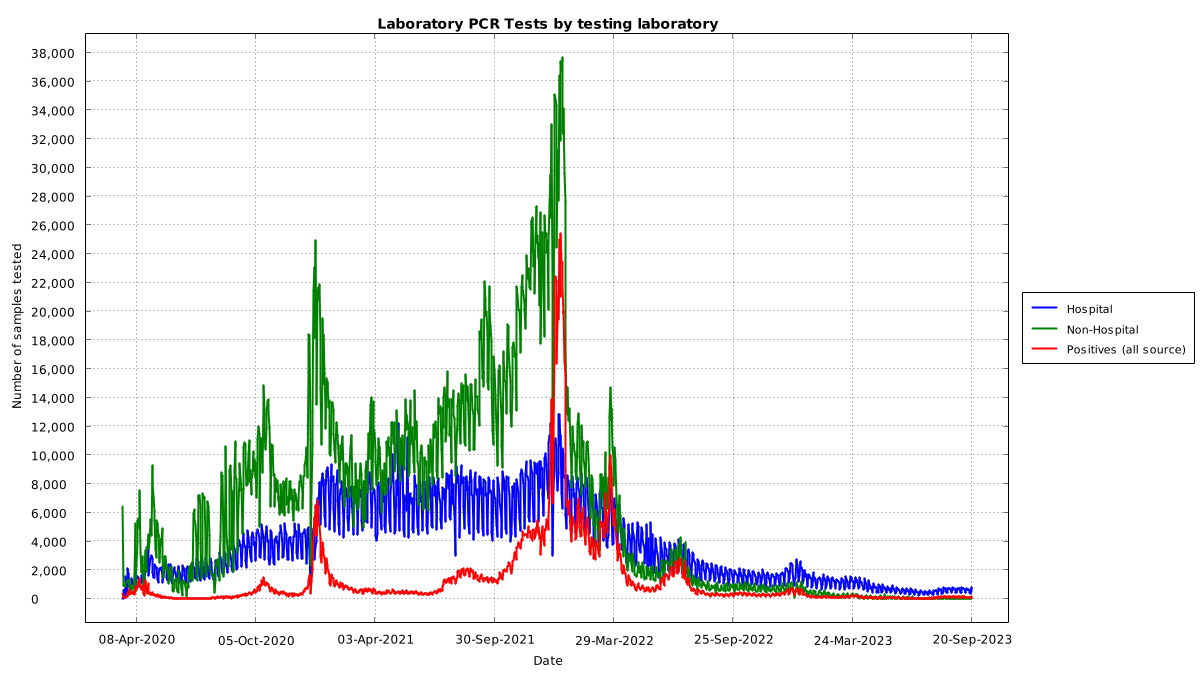 Laboratory PCR Tests by testing laboratory
38,000
36,000
34,000
32,000
30,000
28,000
26,000
24,000
22,000
20,000
18,000
16,000
14,000
12,000
10,000
8,000
6,000
4,000
2,000
0
Number of samples tested
08-Apr-2020 05-Oct-2020 03-Apr-2021 30-Sep-2021 29-Mar-2022 25-Sep-2022 24-Mar-2023 20-Sep-2023
Date
Hospital
Non-Hospital
Positives (all source)